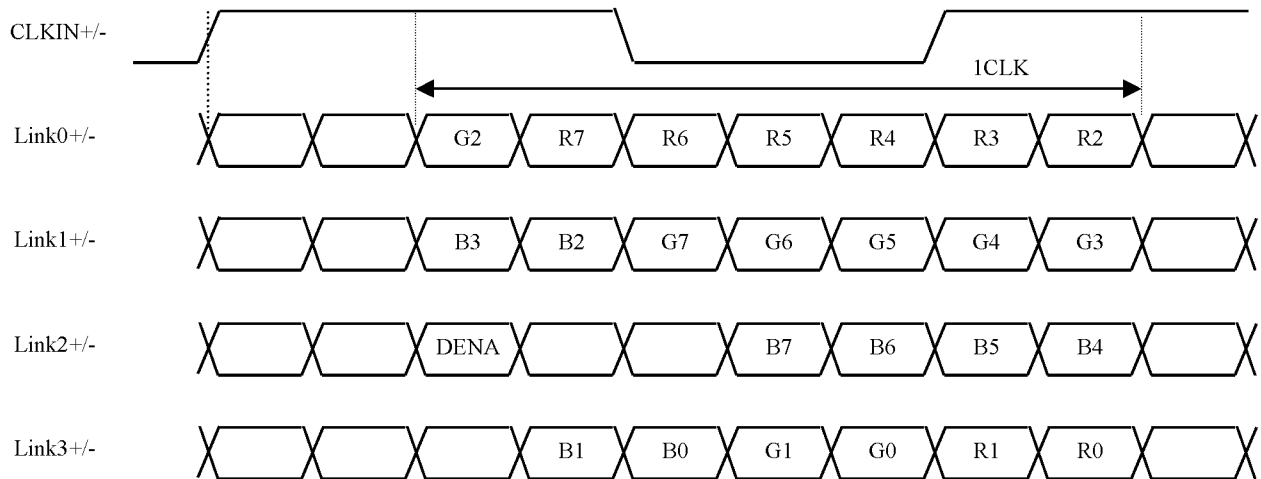 CLKIN+/-
1CLK
Link0+/- G2 R7 R6 R5 R4 R3 R2
Link1+/- B3 B2 G7 G6 G5 G4 G3
Link2+/- DENA B7 B6 B5 B4
Link3+/- B1 B0 G1 G0 R1 R0